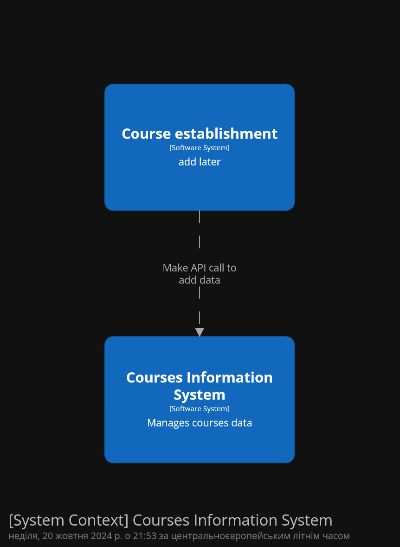 Course establishment
[Software System]
add later
Make API call to
add data
Courses Information
System
[Software System]
Manages courses data
[System Context] Courses Information System
неділя, 20 жовтня 2024 р. о 21:53 за центральноєвропейським літнім часом